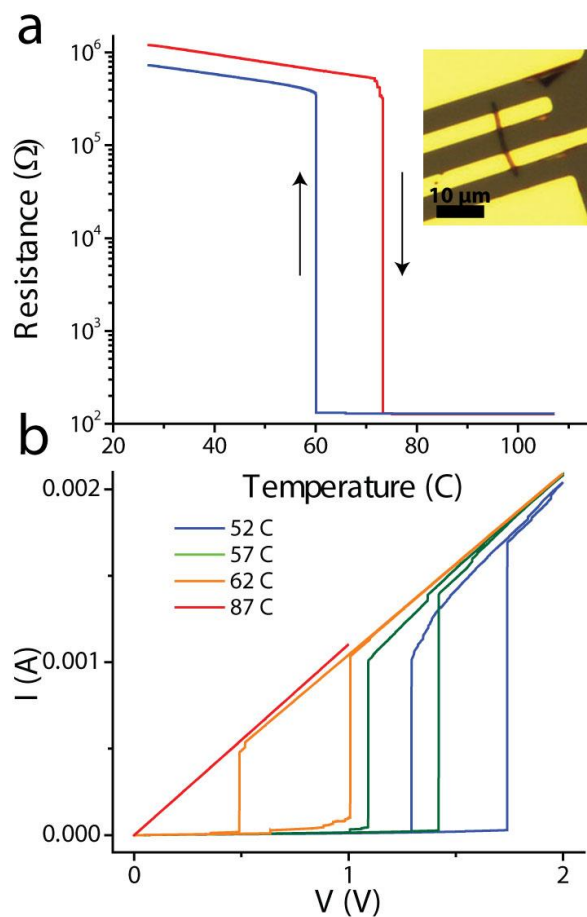 a
10⁶
10⁵
10⁴
10³
10²
Resistance (Ω)
10 µm
20 40 60 80 100
Temperature (C)
b
0.002
0.001
0.000
I (A)
52 C
57 C
62 C
87 C
0 1 2
V (V)